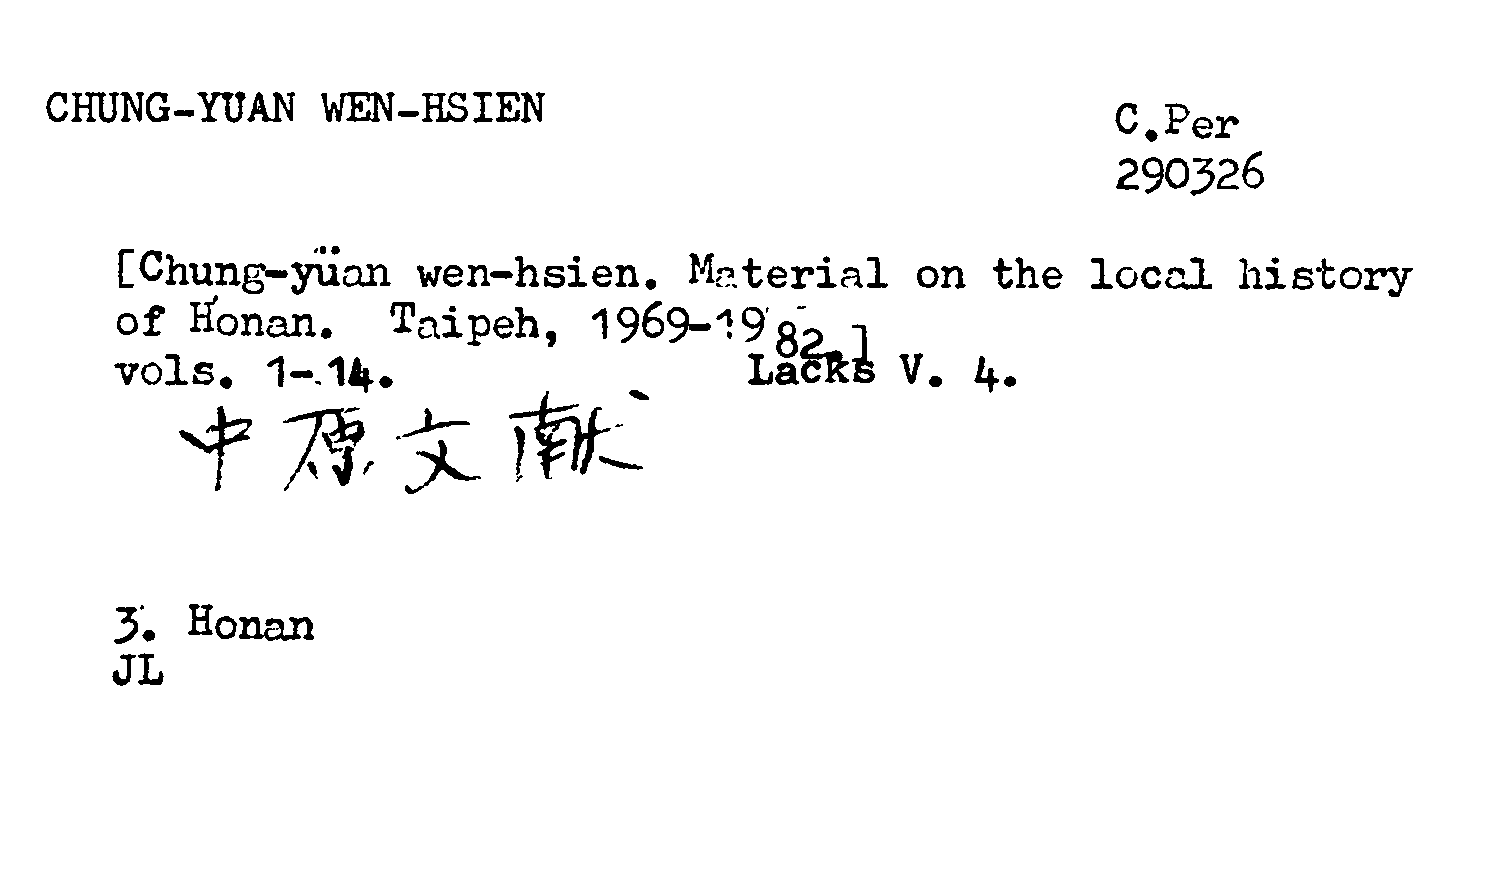 CHUNG-YUAN WEN-HSIEN
C.Per
290326
[Chung-yüan wen-hsien. Material on the local history
of Honan. Taipeh, 1969-1982.]
vols. 1-14. Lacks V. 4.
中原文献
3. Honan
JL